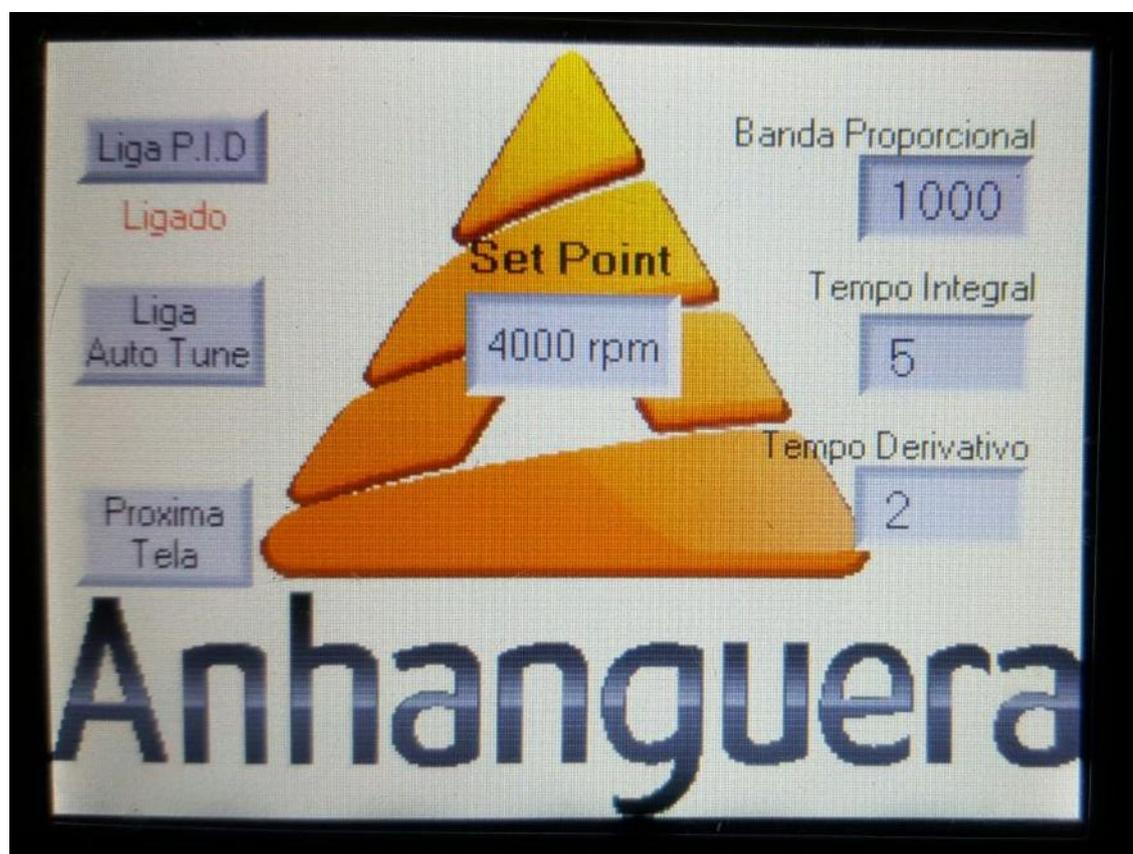 Liga P.I.D
Ligado
Liga
Auto Tune
Proxima
Tela
Set Point
4000 rpm
Banda Proporcional
1000
Tempo Integral
5
Tempo Derivativo
2
Anhanguera